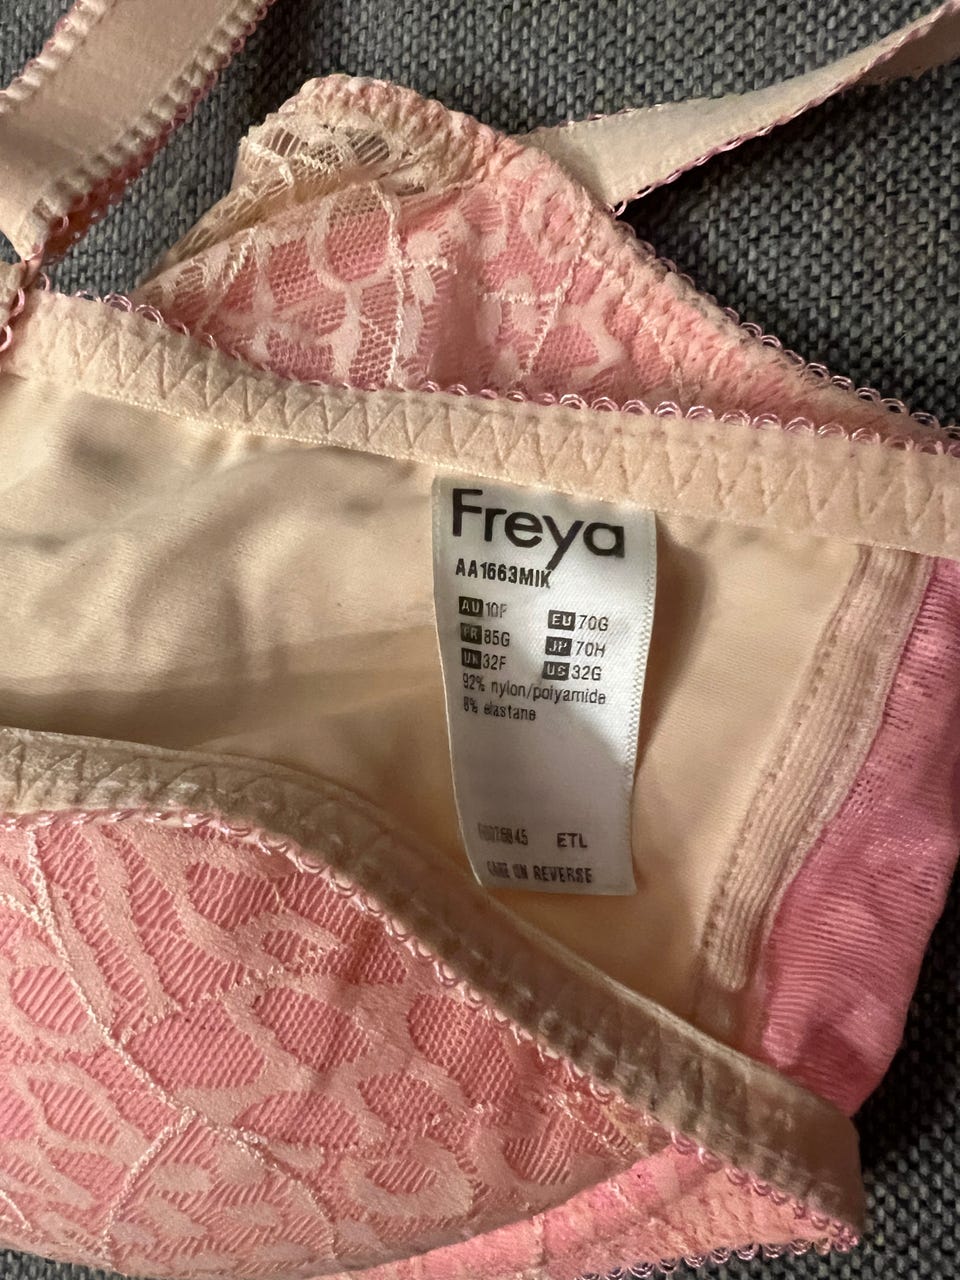 Freya
AA1663MIK
AU 10F EU 70G
FR 85G JP 70H
UK 32F US 32G
92% nylon/polyamide
8% elastane
ETL
CARE ON REVERSE